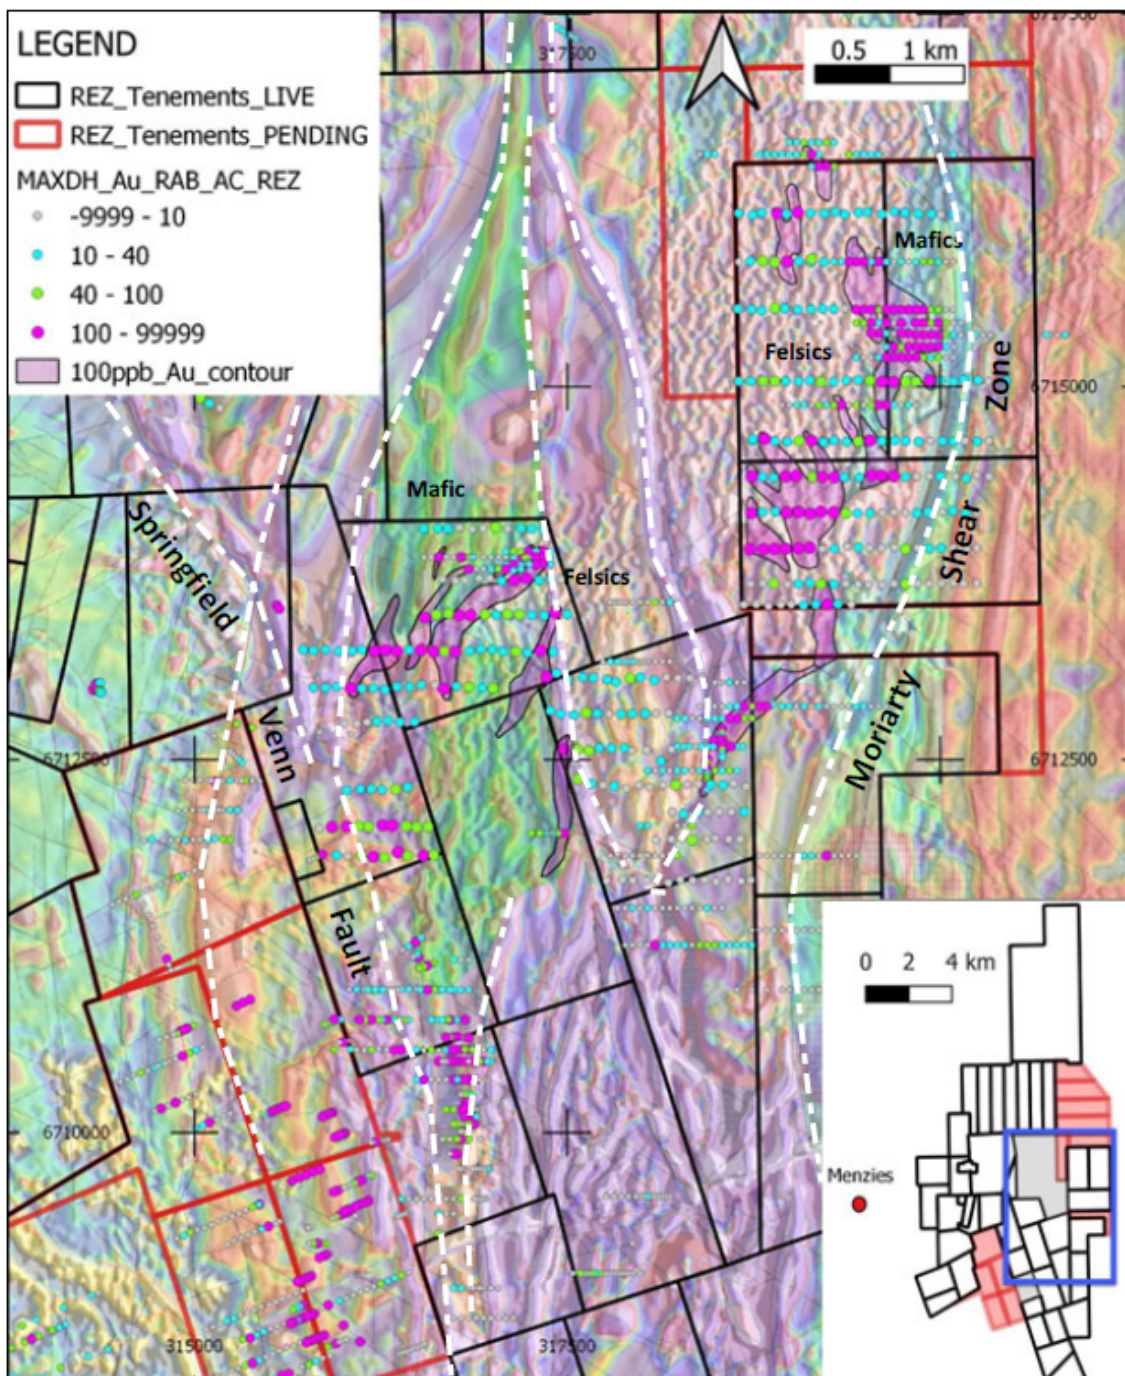 LEGEND
REZ_Tenements_LIVE
REZ_Tenements_PENDING
MAXDH_Au_RAB_AC_REZ
-9999 - 10
10 - 40
40 - 100
100 - 99999
100ppb_Au_contour
317500
6717500
0.5 1 km
Mafics
Felsics
Zone
6715000
Mafic
Springfield
Felsics
Shear
Venn
Moriarty
6712500
6712500
Fault
0 2 4 km
6710000
Menzies
315000
317500